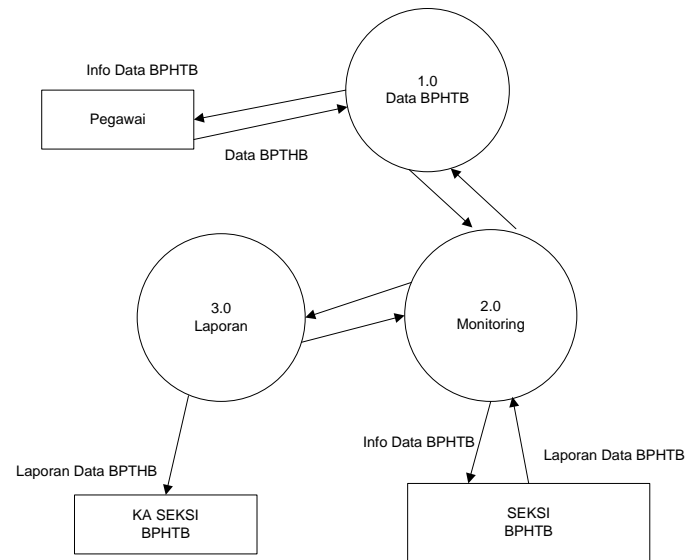 1.0
Data BPHTB
Info Data BPHTB
Pegawai
Data BPTHB
3.0
Laporan
2.0
Monitoring
Info Data BPHTB
Laporan Data BPHTB
Laporan Data BPTHB
KA SEKSI
BPHTB
SEKSI
BPHTB